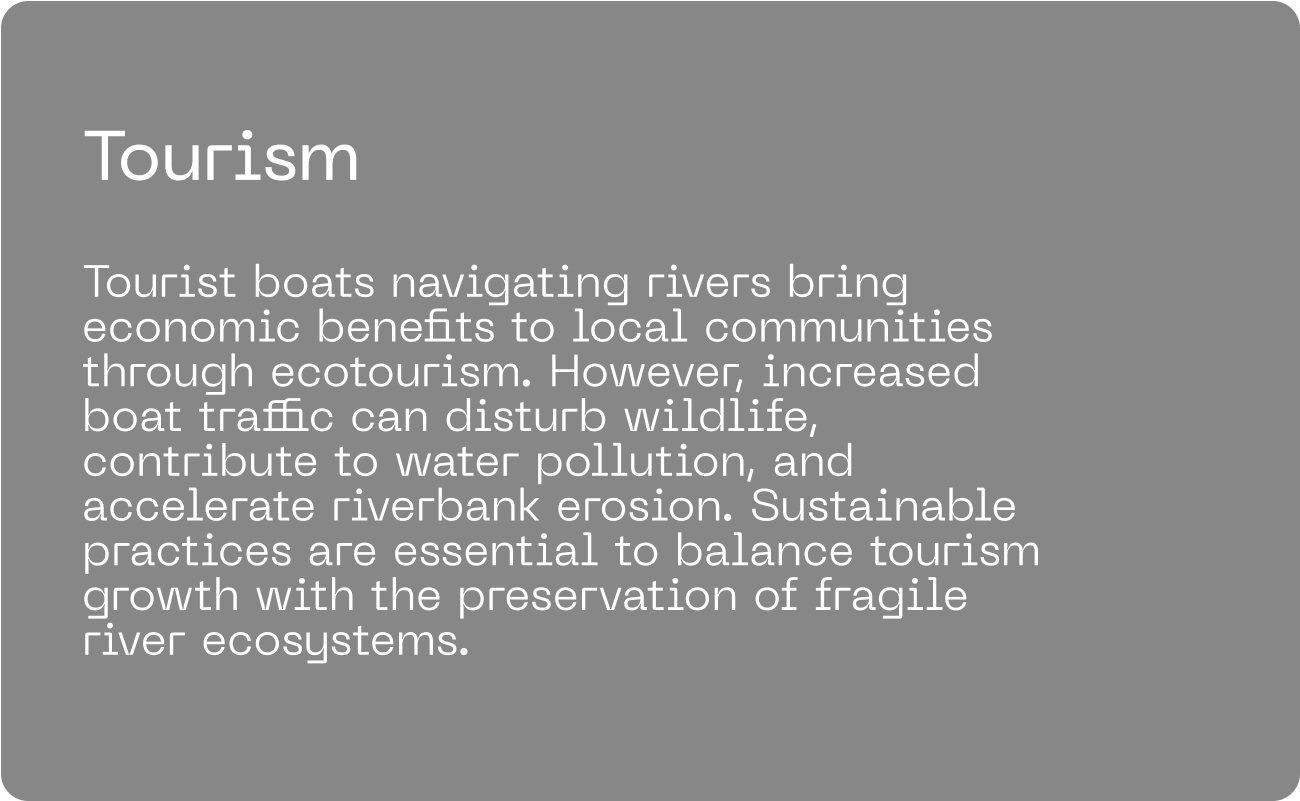 Tourism
Tourist boats navigating rivers bring
economic benefits to local communities
through ecotourism. However, increased
boat traffic can disturb wildlife,
contribute to water pollution, and
accelerate riverbank erosion. Sustainable
practices are essential to balance tourism
growth with the preservation of fragile
river ecosystems.